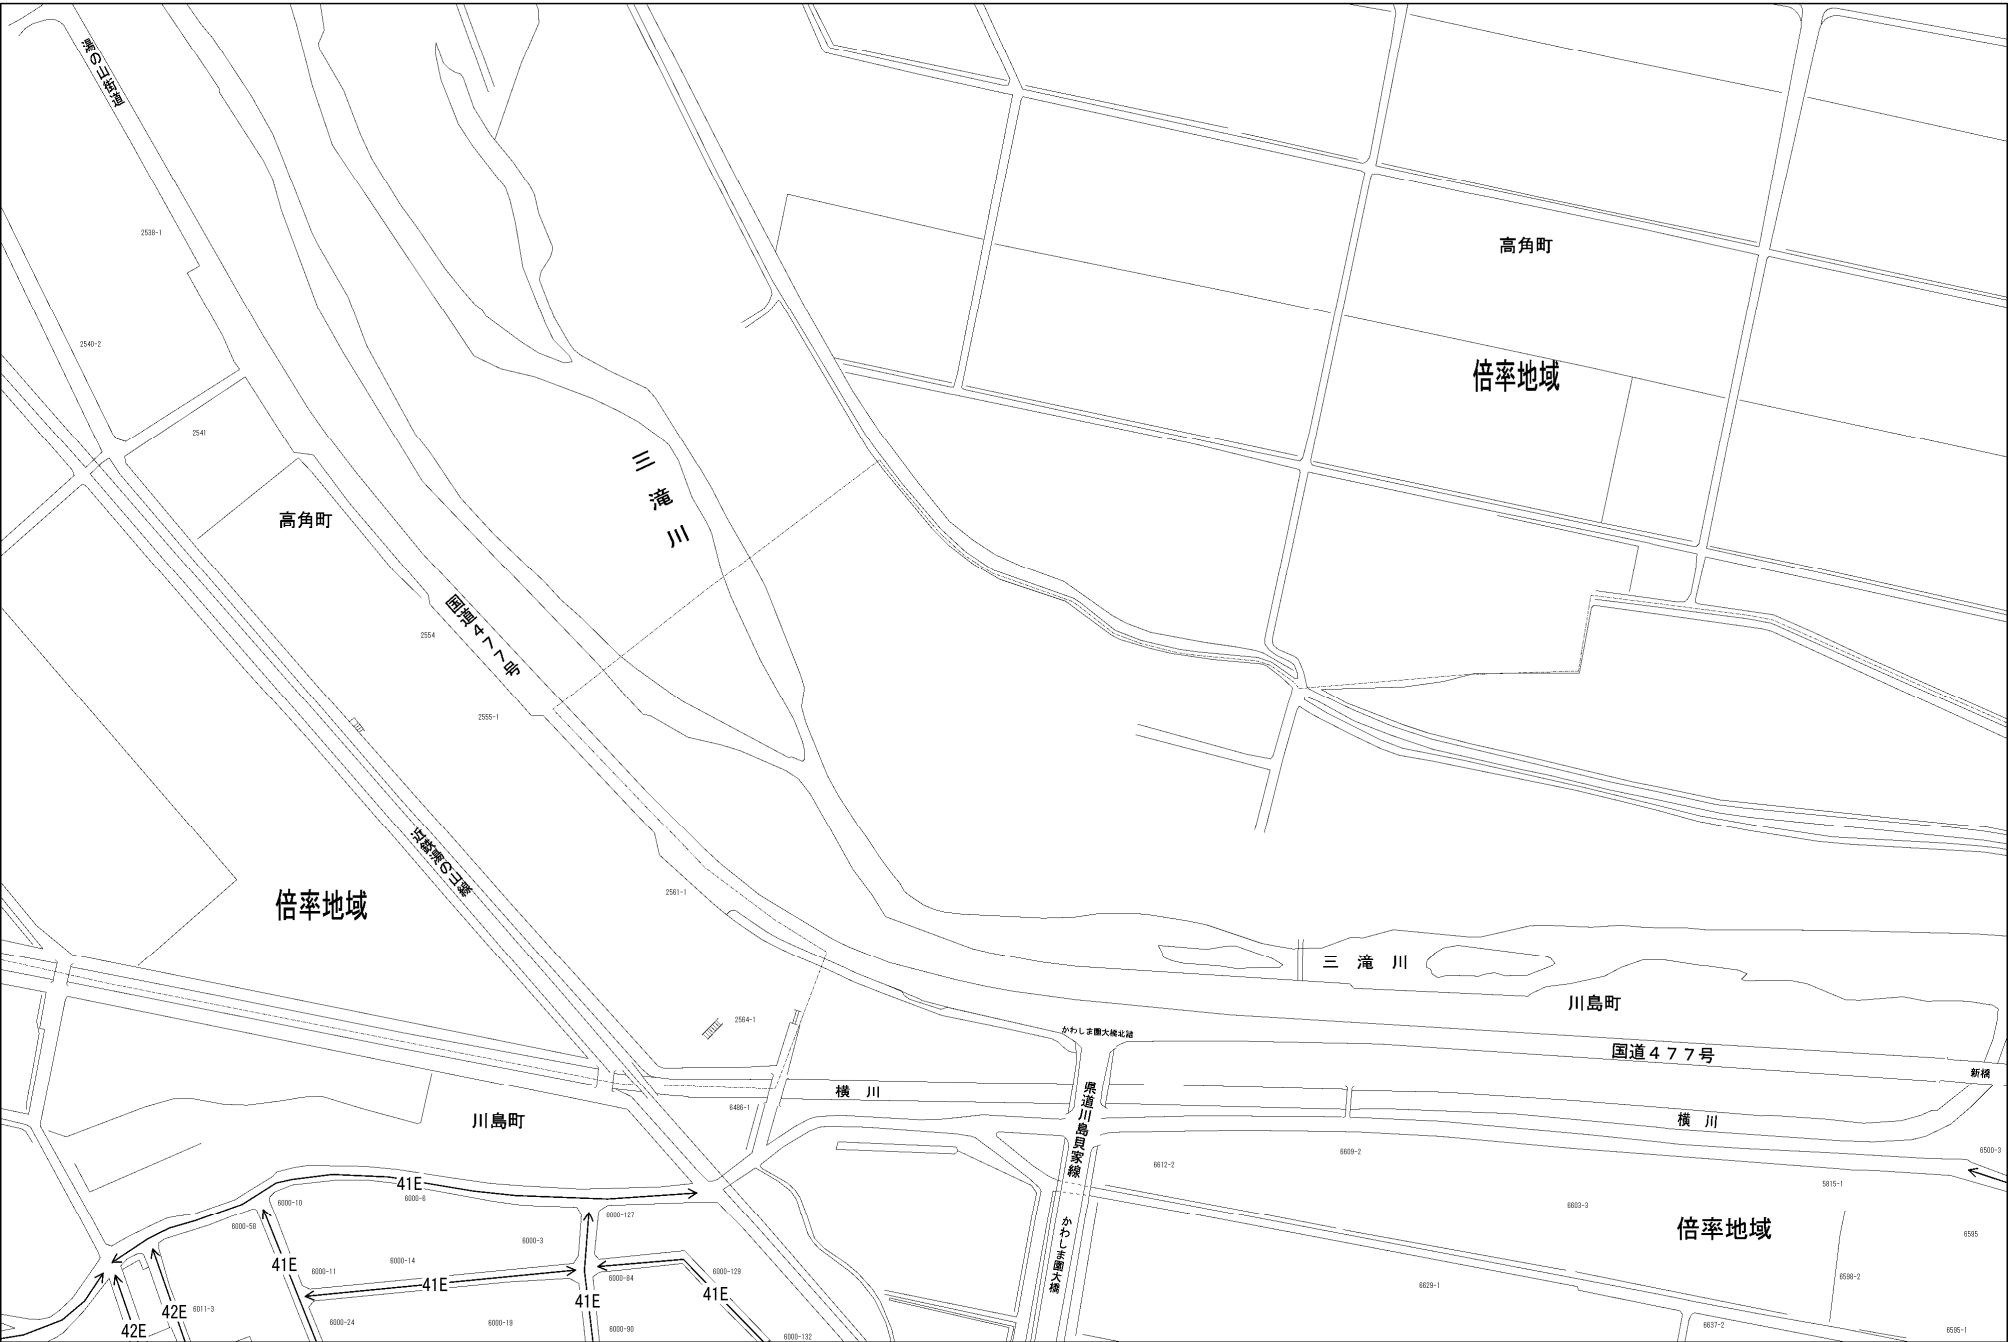 湯の山街道
2538-1
高角町
2540-2
倍率地域
2541
三滝川
高角町
国道477号
2554
2555-1
近鉄湯の山線
2561-1
倍率地域
三滝川
川島町
2564-1
かわしま園大橋北詰
国道477号
新橋
横川
県道川島貝家線
6486-1
川島町
横川
6609-2
6500-3
6612-2
41E
5815-1
6000-10
6000-6
6603-3
6000-58
0000-127
かわしま園大橋
倍率地域
6595
6000-3
6000-14
41E
6000-11
6000-84
6000-129
6598-2
41E
6629-1
41E
41E
42E
6011-3
6000-24
6000-19
6637-2
42E
6000-90
6000-132
6595-1